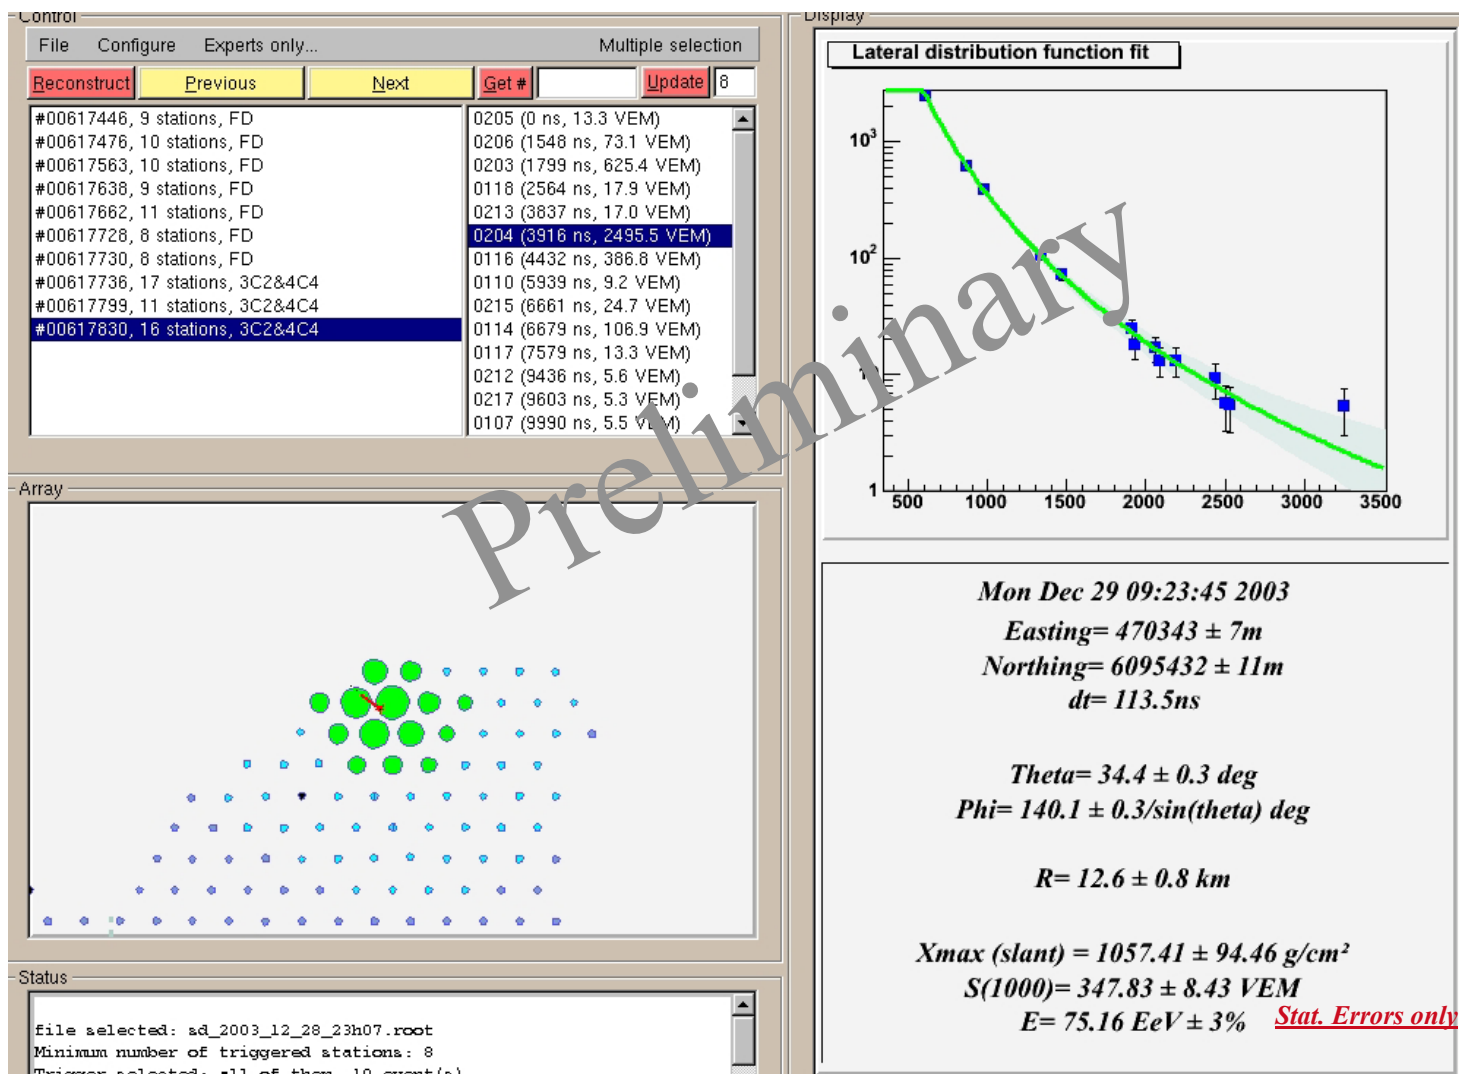 Control
File Configure Experts only... Multiple selection
Reconstruct Previous Next Get # Update 8
#00617446, 9 stations, FD
#00617476, 10 stations, FD
#00617563, 10 stations, FD
#00617638, 9 stations, FD
#00617662, 11 stations, FD
#00617728, 8 stations, FD
#00617730, 8 stations, FD
#00617736, 17 stations, 3C2&4C4
#00617799, 11 stations, 3C2&4C4
#00617830, 16 stations, 3C2&4C4
0205 (0 ns, 13.3 VEM)
0206 (1548 ns, 73.1 VEM)
0203 (1799 ns, 625.4 VEM)
0118 (2564 ns, 17.9 VEM)
0213 (3837 ns, 17.0 VEM)
0204 (3916 ns, 2495.5 VEM)
0116 (4432 ns, 386.8 VEM)
0110 (5939 ns, 9.2 VEM)
0215 (6661 ns, 24.7 VEM)
0114 (6679 ns, 106.9 VEM)
0117 (7579 ns, 13.3 VEM)
0212 (9436 ns, 5.6 VEM)
0217 (9603 ns, 5.3 VEM)
0107 (9990 ns, 5.5 VEM)
Array
Status
file selected: sd_2003_12_28_23h07.root
Minimum number of triggered stations: 8
Trigger selected: all of them, 10 event(s)
Display
Lateral distribution function fit
10³
10²
10
1
500 1000 1500 2000 2500 3000 3500
Preliminary
Mon Dec 29 09:23:45 2003
Easting= 470343 ± 7m
Northing= 6095432 ± 11m
dt= 113.5ns
Theta= 34.4 ± 0.3 deg
Phi= 140.1 ± 0.3/sin(theta) deg
R= 12.6 ± 0.8 km
Xmax (slant) = 1057.41 ± 94.46 g/cm²
S(1000)= 347.83 ± 8.43 VEM
E= 75.16 EeV ± 3%
Stat. Errors only